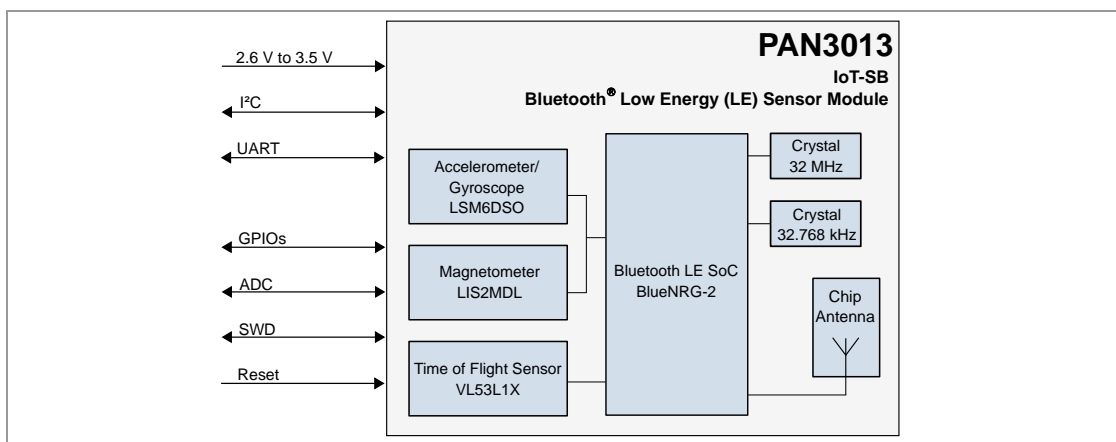 PAN3013
IoT-SB
Bluetooth® Low Energy (LE) Sensor Module
2.6 V to 3.5 V
I²C
UART
GPIOs
ADC
SWD
Reset
Accelerometer/
Gyroscope
LSM6DSO
Magnetometer
LIS2MDL
Time of Flight Sensor
VL53L1X
Bluetooth LE SoC
BlueNRG-2
Crystal
32 MHz
Crystal
32.768 kHz
Chip
Antenna